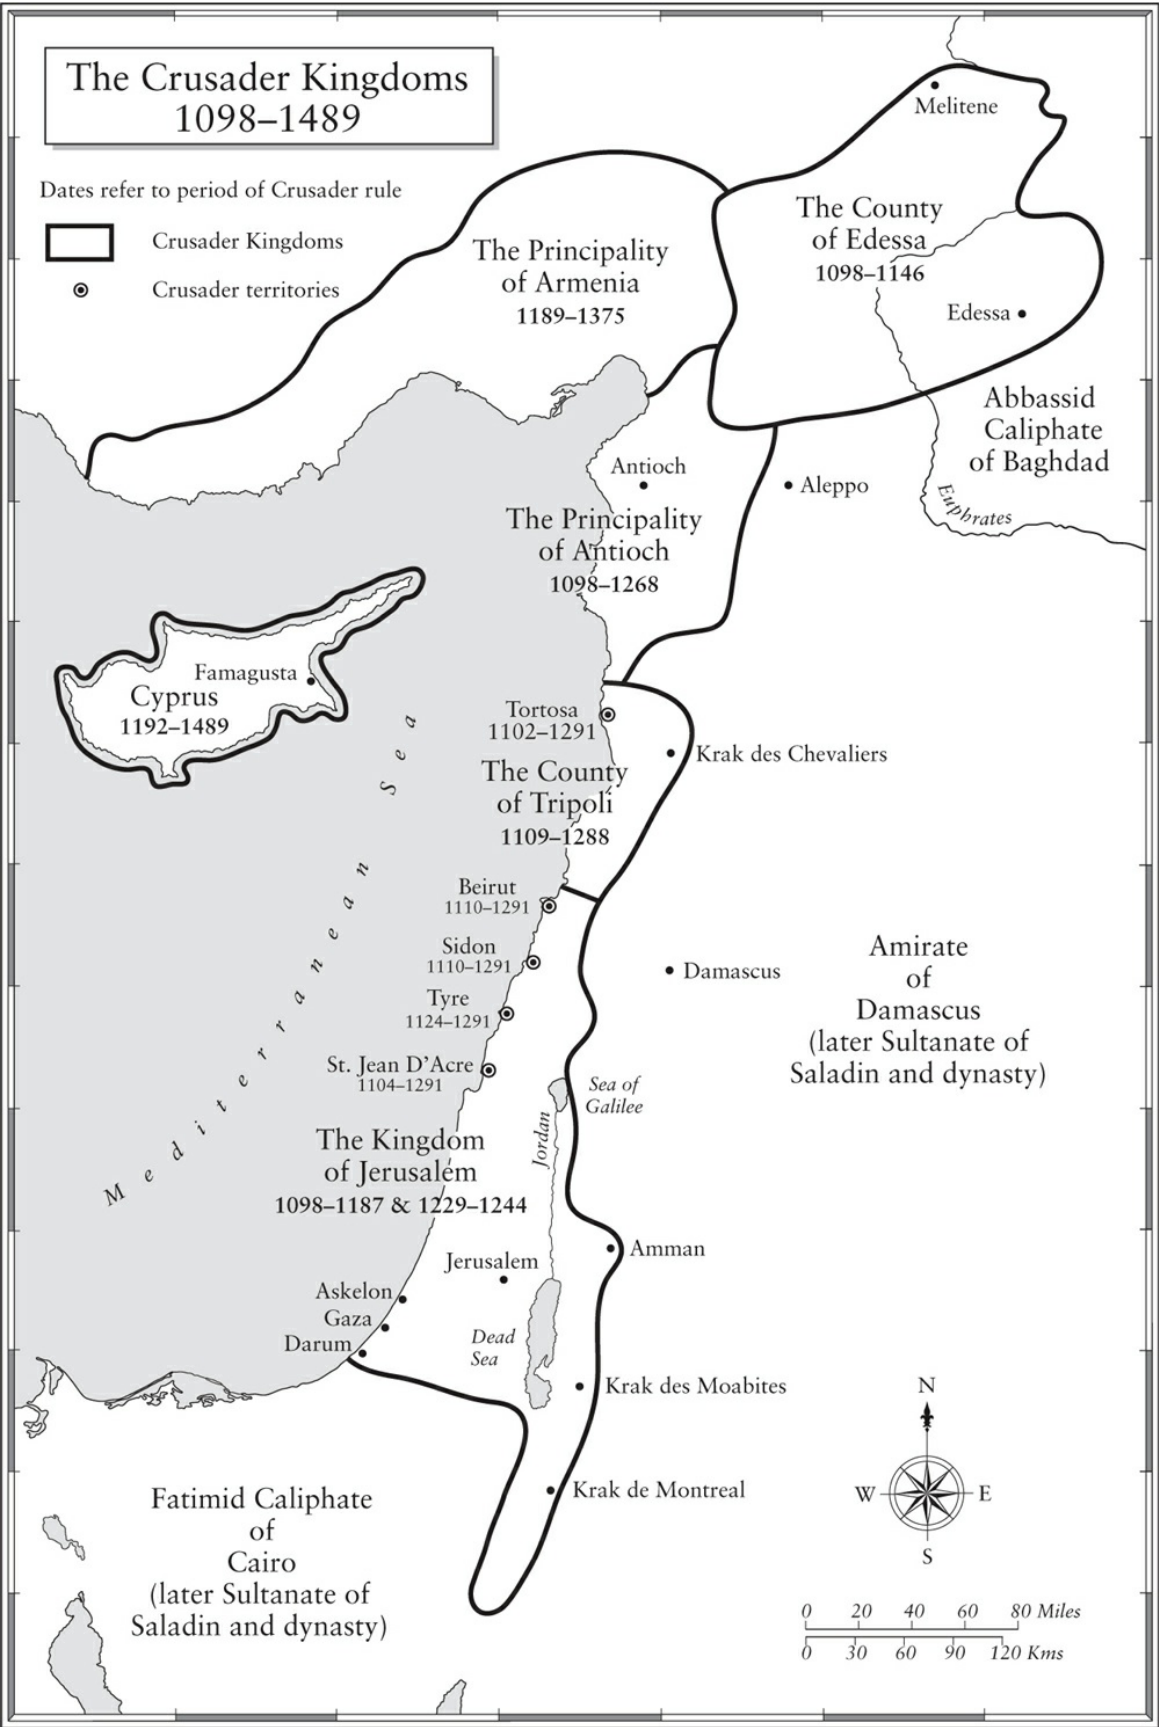 The Crusader Kingdoms
1098–1489
Dates refer to period of Crusader rule
Crusader Kingdoms
Crusader territories
Melitene
The County
of Edessa
1098–1146
Edessa
The Principality
of Armenia
1189–1375
Abbassid
Caliphate
of Baghdad
Euphrates
Antioch
Aleppo
The Principality
of Antioch
1098–1268
Famagusta
Cyprus
1192–1489
Mediterranean Sea
Tortosa
1102–1291
Krak des Chevaliers
The County
of Tripoli
1109–1288
Beirut
1110–1291
Sidon
1110–1291
Damascus
Amirate
of
Damascus
(later Sultanate of
Saladin and dynasty)
Tyre
1124–1291
St. Jean D’Acre
1104–1291
Sea of
Galilee
Jordan
The Kingdom
of Jerusalem
1098–1187 & 1229–1244
Amman
Jerusalem
Askelon
Gaza
Darum
Dead
Sea
Krak des Moabites
Krak de Montreal
Fatimid Caliphate
of
Cairo
(later Sultanate of
Saladin and dynasty)
N
W E
S
0 20 40 60 80 Miles
0 30 60 90 120 Kms